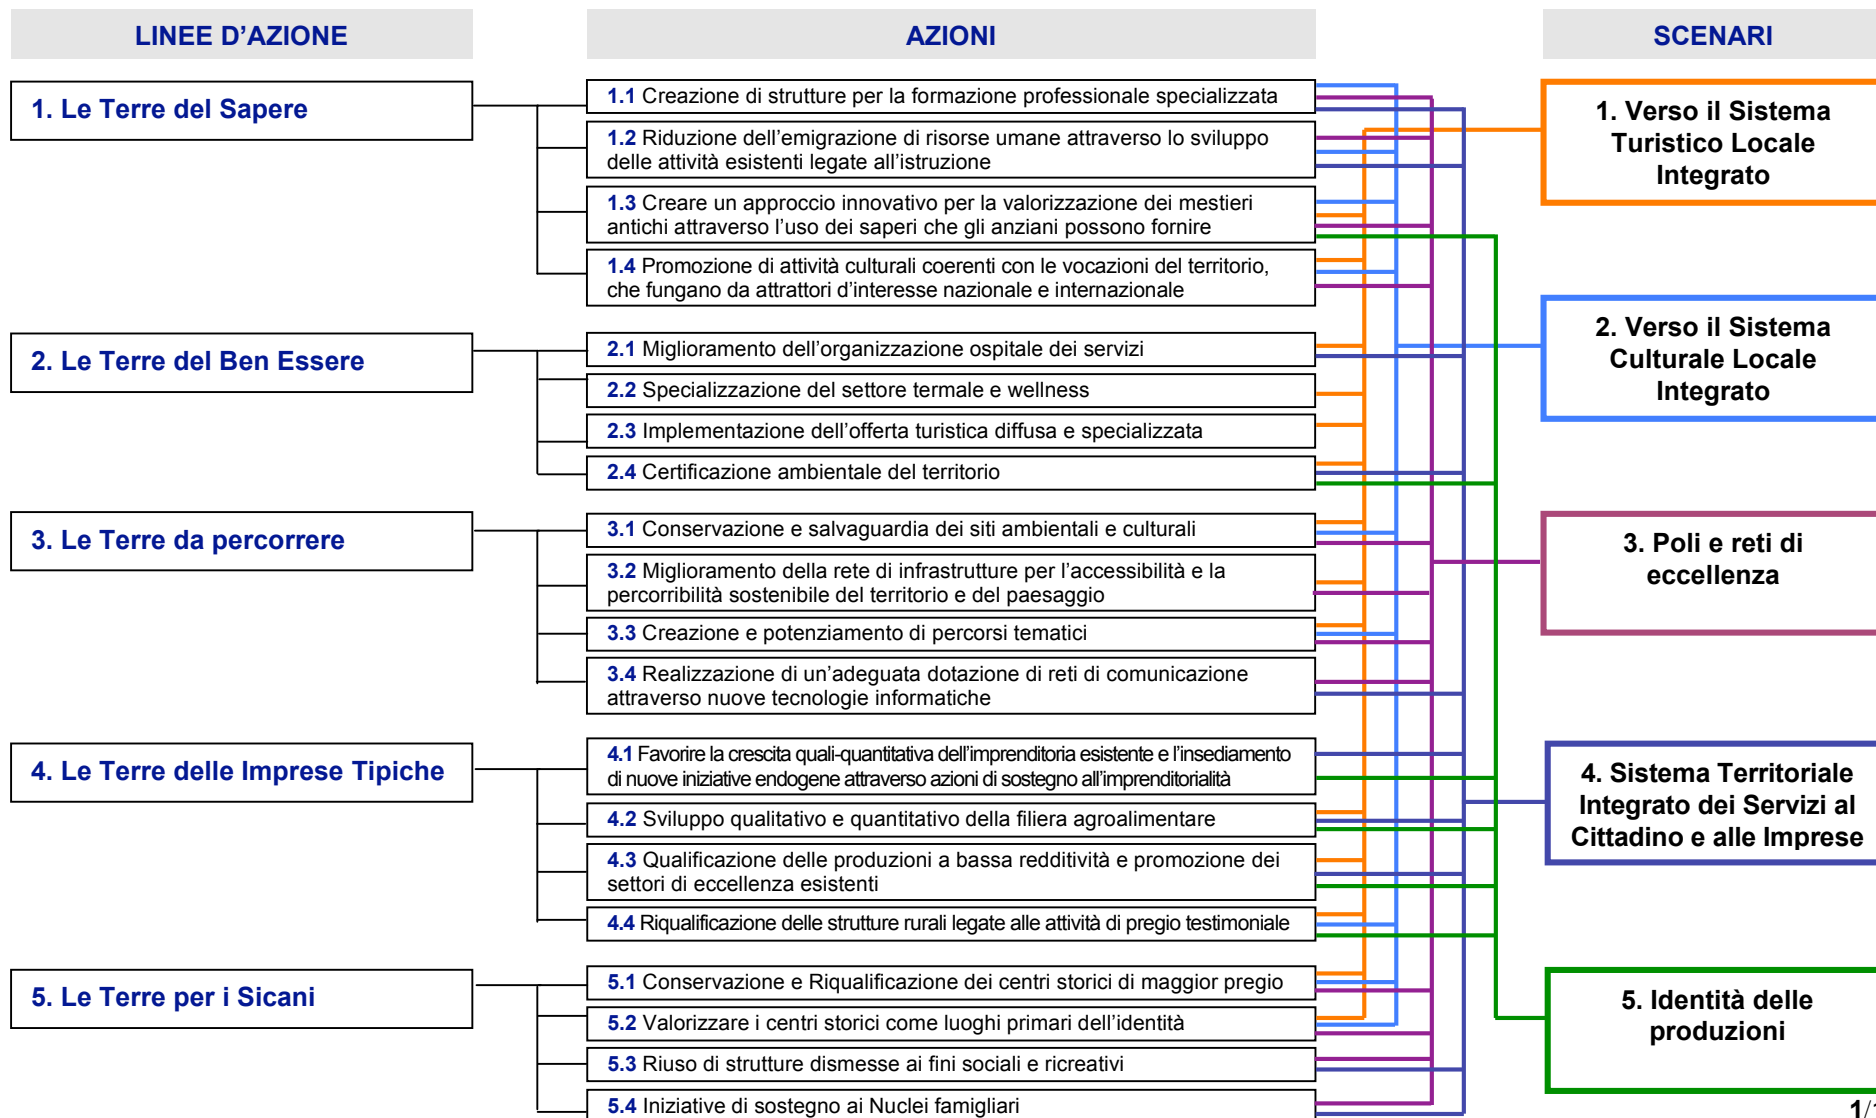 LINEE D’AZIONE
AZIONI
SCENARI
1. Le Terre del Sapere
1.1 Creazione di strutture per la formazione professionale specializzata
1.2 Riduzione dell’emigrazione di risorse umane attraverso lo sviluppo
delle attività esistenti legate all’istruzione
1.3 Creare un approccio innovativo per la valorizzazione dei mestieri
antichi attraverso l’uso dei saperi che gli anziani possono fornire
1.4 Promozione di attività culturali coerenti con le vocazioni del territorio,
che fungano da attrattori d’interesse nazionale e internazionale
2. Le Terre del Ben Essere
2.1 Miglioramento dell’organizzazione ospitale dei servizi
2.2 Specializzazione del settore termale e wellness
2.3 Implementazione dell’offerta turistica diffusa e specializzata
2.4 Certificazione ambientale del territorio
3. Le Terre da percorrere
3.1 Conservazione e salvaguardia dei siti ambientali e culturali
3.2 Miglioramento della rete di infrastrutture per l’accessibilità e la
percorribilità sostenibile del territorio e del paesaggio
3.3 Creazione e potenziamento di percorsi tematici
3.4 Realizzazione di un’adeguata dotazione di reti di comunicazione
attraverso nuove tecnologie informatiche
4. Le Terre delle Imprese Tipiche
4.1 Favorire la crescita quali-quantitativa dell’imprenditoria esistente e l’insediamento
di nuove iniziative endogene attraverso azioni di sostegno all’imprenditorialità
4.2 Sviluppo qualitativo e quantitativo della filiera agroalimentare
4.3 Qualificazione delle produzioni a bassa redditività e promozione dei
settori di eccellenza esistenti
4.4 Riqualificazione delle strutture rurali legate alle attività di pregio testimoniale
5. Le Terre per i Sicani
5.1 Conservazione e Riqualificazione dei centri storici di maggior pregio
5.2 Valorizzare i centri storici come luoghi primari dell’identità
5.3 Riuso di strutture dismesse ai fini sociali e ricreativi
5.4 Iniziative di sostegno ai Nuclei famigliari
1. Verso il Sistema
Turistico Locale
Integrato
2. Verso il Sistema
Culturale Locale
Integrato
3. Poli e reti di
eccellenza
4. Sistema Territoriale
Integrato dei Servizi al
Cittadino e alle Imprese
5. Identità delle
produzioni